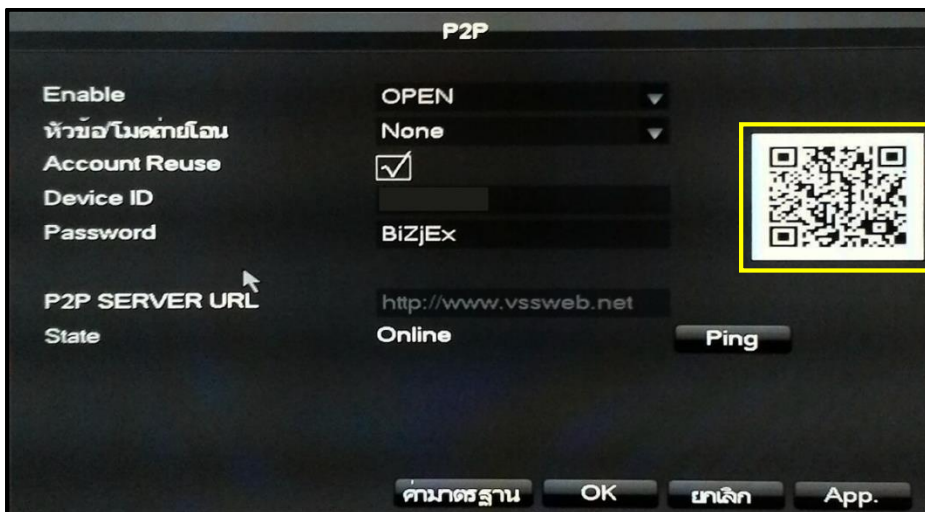 P2P
Enable OPEN
หัวข้อ/โมดถ่ายโอน None
Account Reuse
Device ID
Password BiZjEx
P2P SERVER URL http://www.vssweb.net
State Online Ping
ค่ามาตรฐาน OK ยกเลิก App.